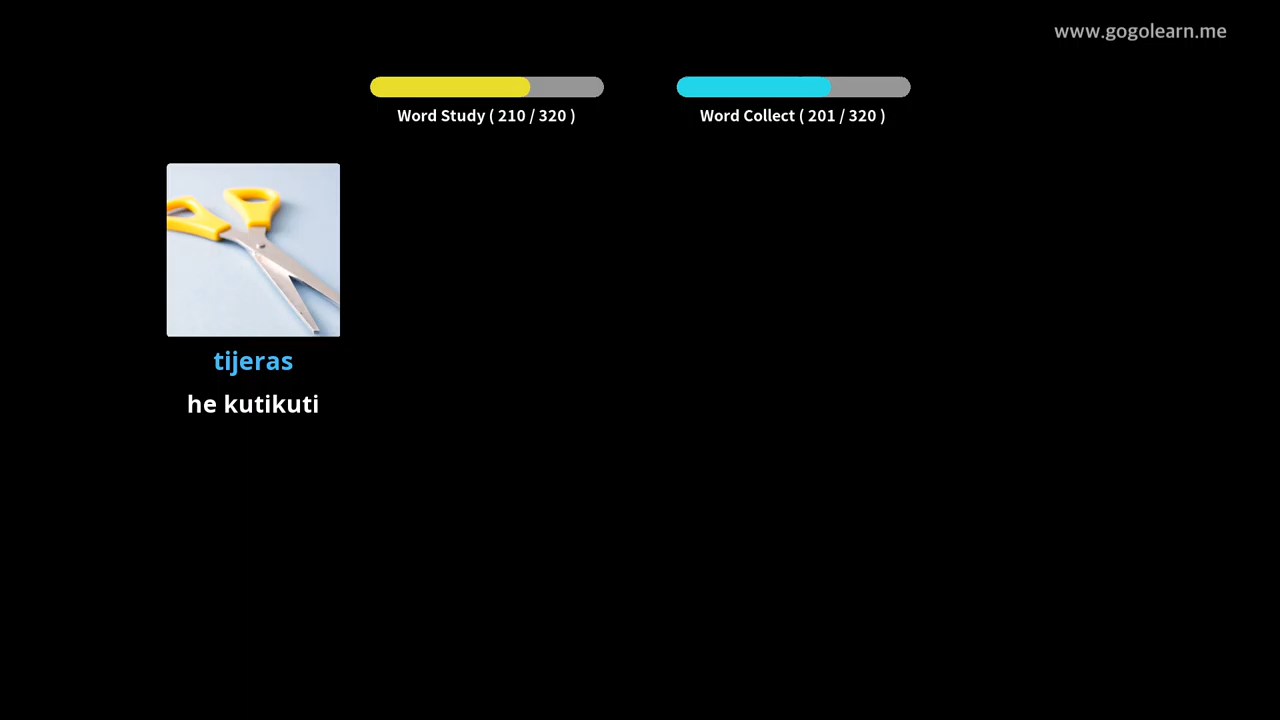 www.gogolearn.me
Word Study ( 210 / 320 )
Word Collect ( 201 / 320 )
tijeras
he kutikuti